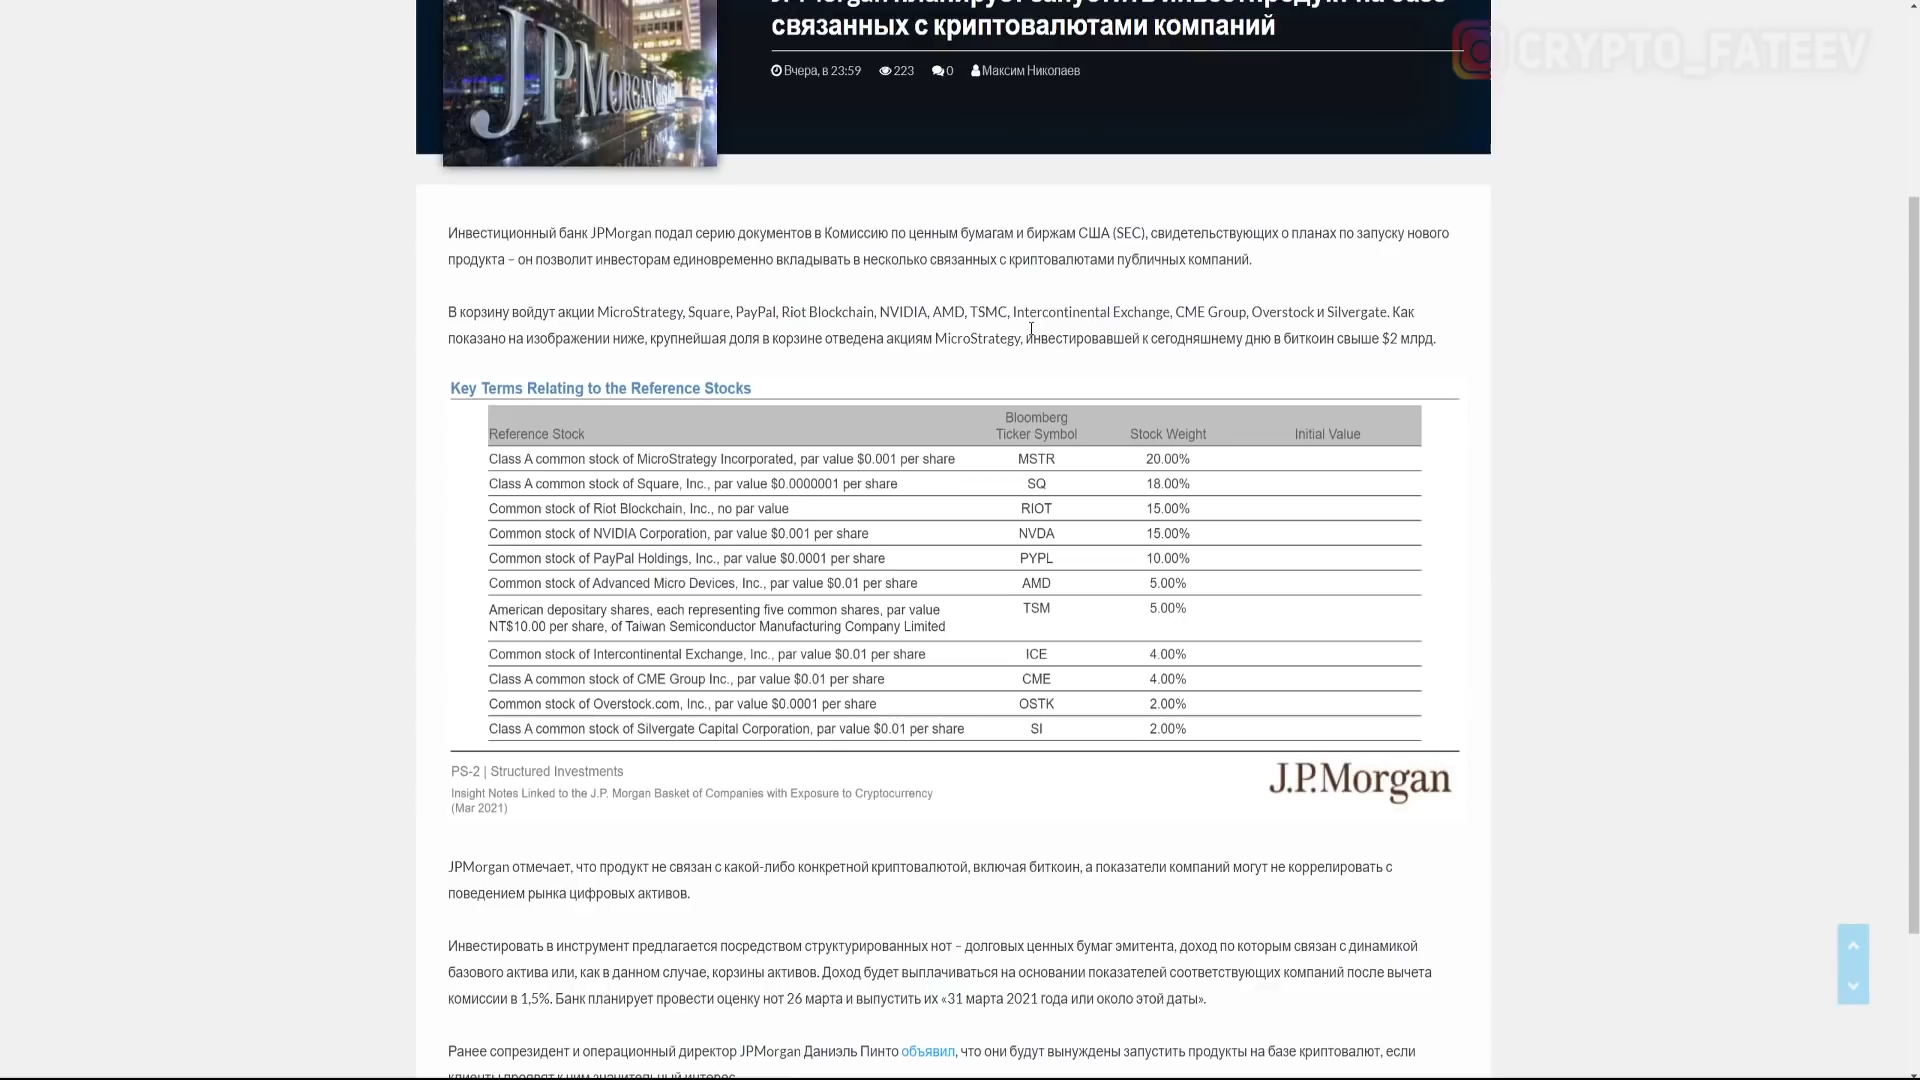 связанных с криптовалютами компаний
CRYPTO_FATEEV
Вчера, в 23:59 223 0 Максим Николаев
JPMORGAN
Инвестиционный банк JPMorgan подал серию документов в Комиссию по ценным бумагам и биржам США (SEC), свидетельствующих о планах по запуску нового
продукта – он позволит инвесторам единовременно вкладывать в несколько связанных с криптовалютами публичных компаний.
В корзину войдут акции MicroStrategy, Square, PayPal, Riot Blockchain, NVIDIA, AMD, TSMC, Intercontinental Exchange, CME Group, Overstock и Silvergate. Как
показано на изображении ниже, крупнейшая доля в корзине отведена акциям MicroStrategy, инвестировавшей к сегодняшнему дню в биткоин свыше $2 млрд.
Key Terms Relating to the Reference Stocks
Bloomberg
Reference Stock Ticker Symbol Stock Weight Initial Value
Class A common stock of MicroStrategy Incorporated, par value $0.001 per share MSTR 20.00%
Class A common stock of Square, Inc., par value $0.0000001 per share SQ 18.00%
Common stock of Riot Blockchain, Inc., no par value RIOT 15.00%
Common stock of NVIDIA Corporation, par value $0.001 per share NVDA 15.00%
Common stock of PayPal Holdings, Inc., par value $0.0001 per share PYPL 10.00%
Common stock of Advanced Micro Devices, Inc., par value $0.01 per share AMD 5.00%
American depositary shares, each representing five common shares, par value TSM 5.00%
NT$10.00 per share, of Taiwan Semiconductor Manufacturing Company Limited
Common stock of Intercontinental Exchange, Inc., par value $0.01 per share ICE 4.00%
Class A common stock of CME Group Inc., par value $0.01 per share CME 4.00%
Common stock of Overstock.com, Inc., par value $0.0001 per share OSTK 2.00%
Class A common stock of Silvergate Capital Corporation, par value $0.01 per share SI 2.00%
PS-2 | Structured Investments
J.P.Morgan
Insight Notes Linked to the J.P. Morgan Basket of Companies with Exposure to Cryptocurrency
(Mar 2021)
JPMorgan отмечает, что продукт не связан с какой-либо конкретной криптовалютой, включая биткоин, а показатели компаний могут не коррелировать с
поведением рынка цифровых активов.
Инвестировать в инструмент предлагается посредством структурированных нот – долговых ценных бумаг эмитента, доход по которым связан с динамикой
базового актива или, как в данном случае, корзины активов. Доход будет выплачиваться на основании показателей соответствующих компаний после вычета
комиссии в 1,5%. Банк планирует провести оценку нот 26 марта и выпустить их «31 марта 2021 года или около этой даты».
Ранее сопрезидент и операционный директор JPMorgan Даниэль Пинто объявил, что они будут вынуждены запустить продукты на базе криптовалют, если